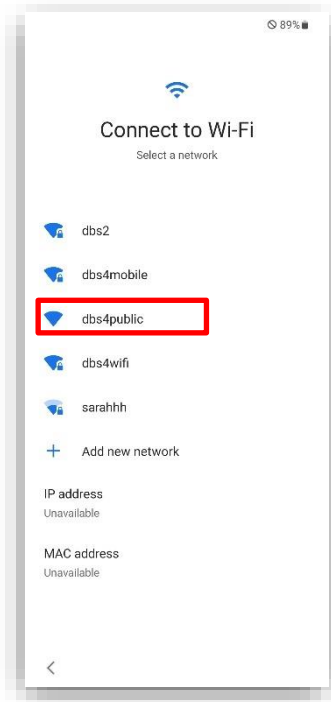 89%
Connect to Wi-Fi
Select a network
dbs2
dbs4mobile
dbs4public
dbs4wifi
sarahhh
Add new network
IP address
Unavailable
MAC address
Unavailable